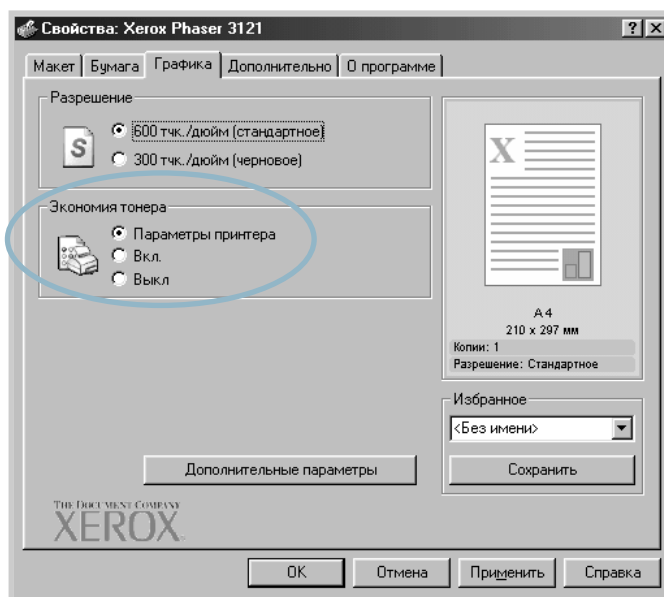 Свойства: Xerox Phaser 3121
Макет Бумага Графика Дополнительно О программе
Разрешение
S
600 тчк./дюйм (стандартное)
300 тчк./дюйм (черновое)
Экономия тонера
Параметры принтера
Вкл.
Выкл
X
A4
210 x 297 мм
Копии: 1
Разрешение: Стандартное
Избранное
<Без имени>
Дополнительные параметры
Сохранить
THE DOCUMENT COMPANY
XEROX
OK Отмена Применить Справка